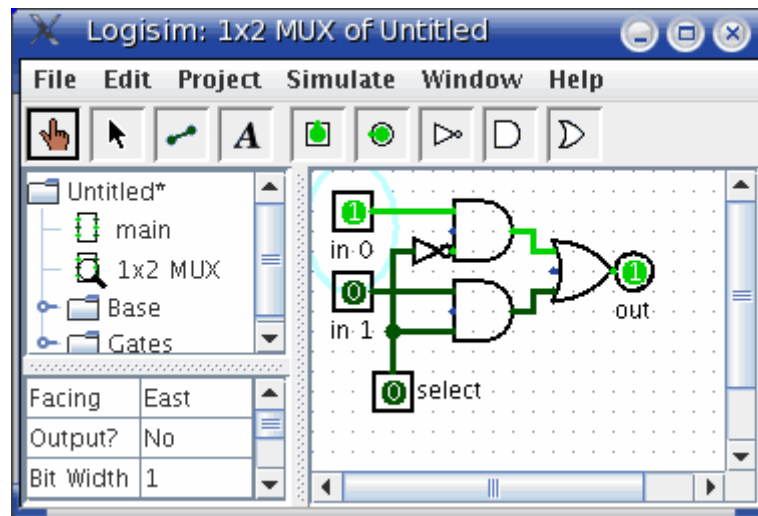 Logisim: 1x2 MUX of Untitled
File Edit Project Simulate Window Help
A
Untitled*
main
1x2 MUX
Base
Gates
Facing East
Output? No
Bit Width 1
1
in 0
0
in 1
0 select
1
out